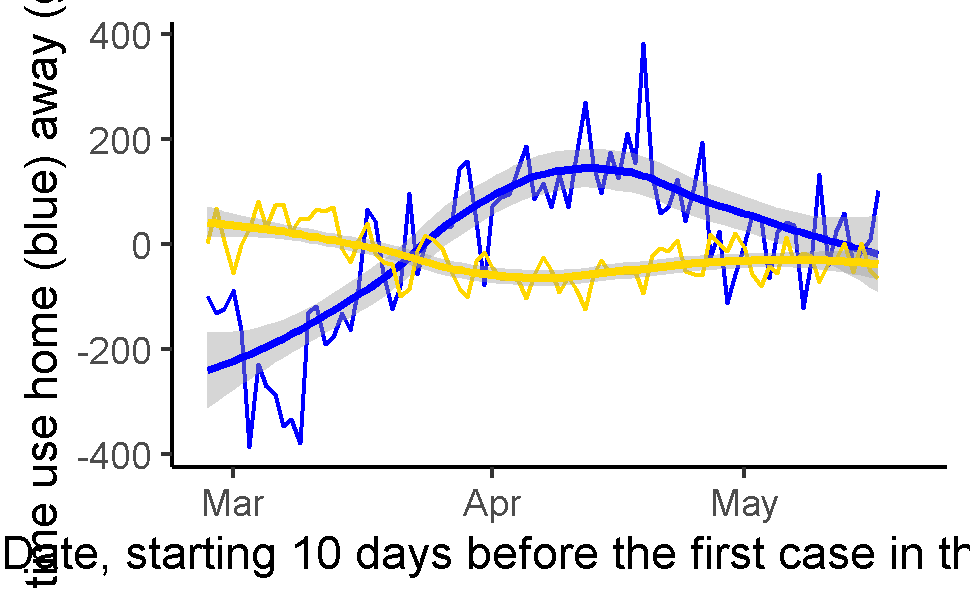 time use home (blue) away (
400
200
0
-200
-400
Mar Apr May
Date, starting 10 days before the first case in th